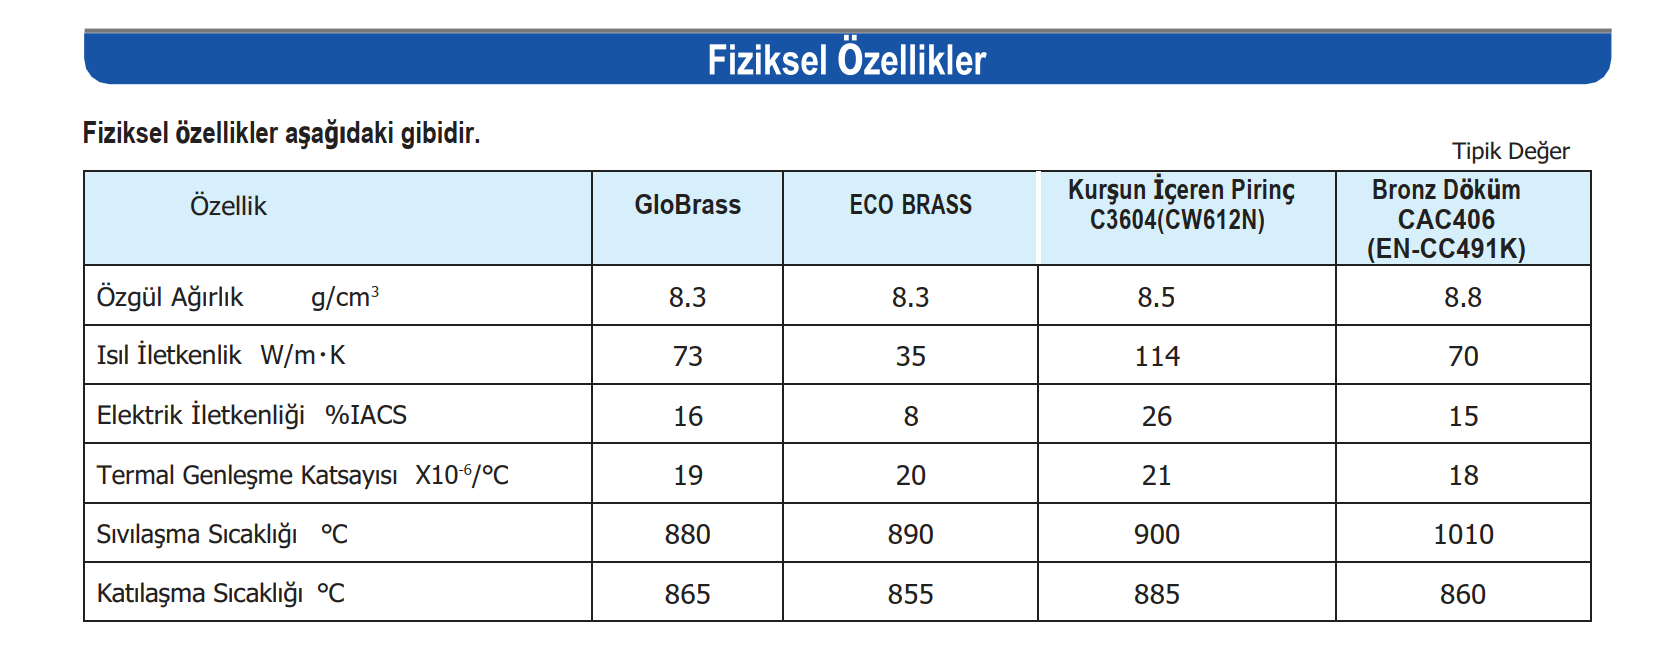 Fiziksel Özellikler
Fiziksel özellikler aşağıdaki gibidir.
Tipik Değer
Özellik GloBrass ECO BRASS Kurşun İçeren Pirinç C3604(CW612N) Bronz Döküm CAC406 (EN-CC491K)
Özgül Ağırlık g/cm³ 8.3 8.3 8.5 8.8
Isıl İletkenlik W/m・K 73 35 114 70
Elektrik İletkenliği %IACS 16 8 26 15
Termal Genleşme Katsayısı X10⁻⁶/°C 19 20 21 18
Sıvılaşma Sıcaklığı °C 880 890 900 1010
Katılaşma Sıcaklığı °C 865 855 885 860